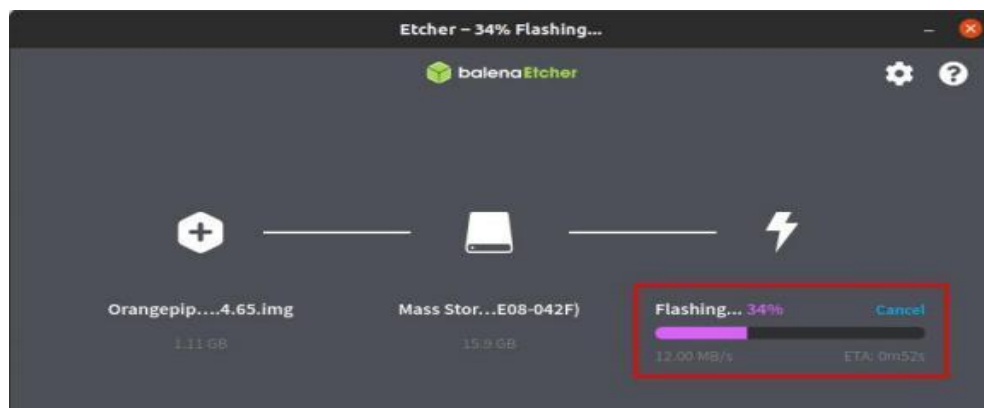 Etcher – 34% Flashing...
balenaEtcher
Orangepip....4.65.img
Mass Stor...E08-042F)
Flashing... 34%
Cancel
1.11 GB
15.9 GB
12.00 MB/s
ETA: 0m52s